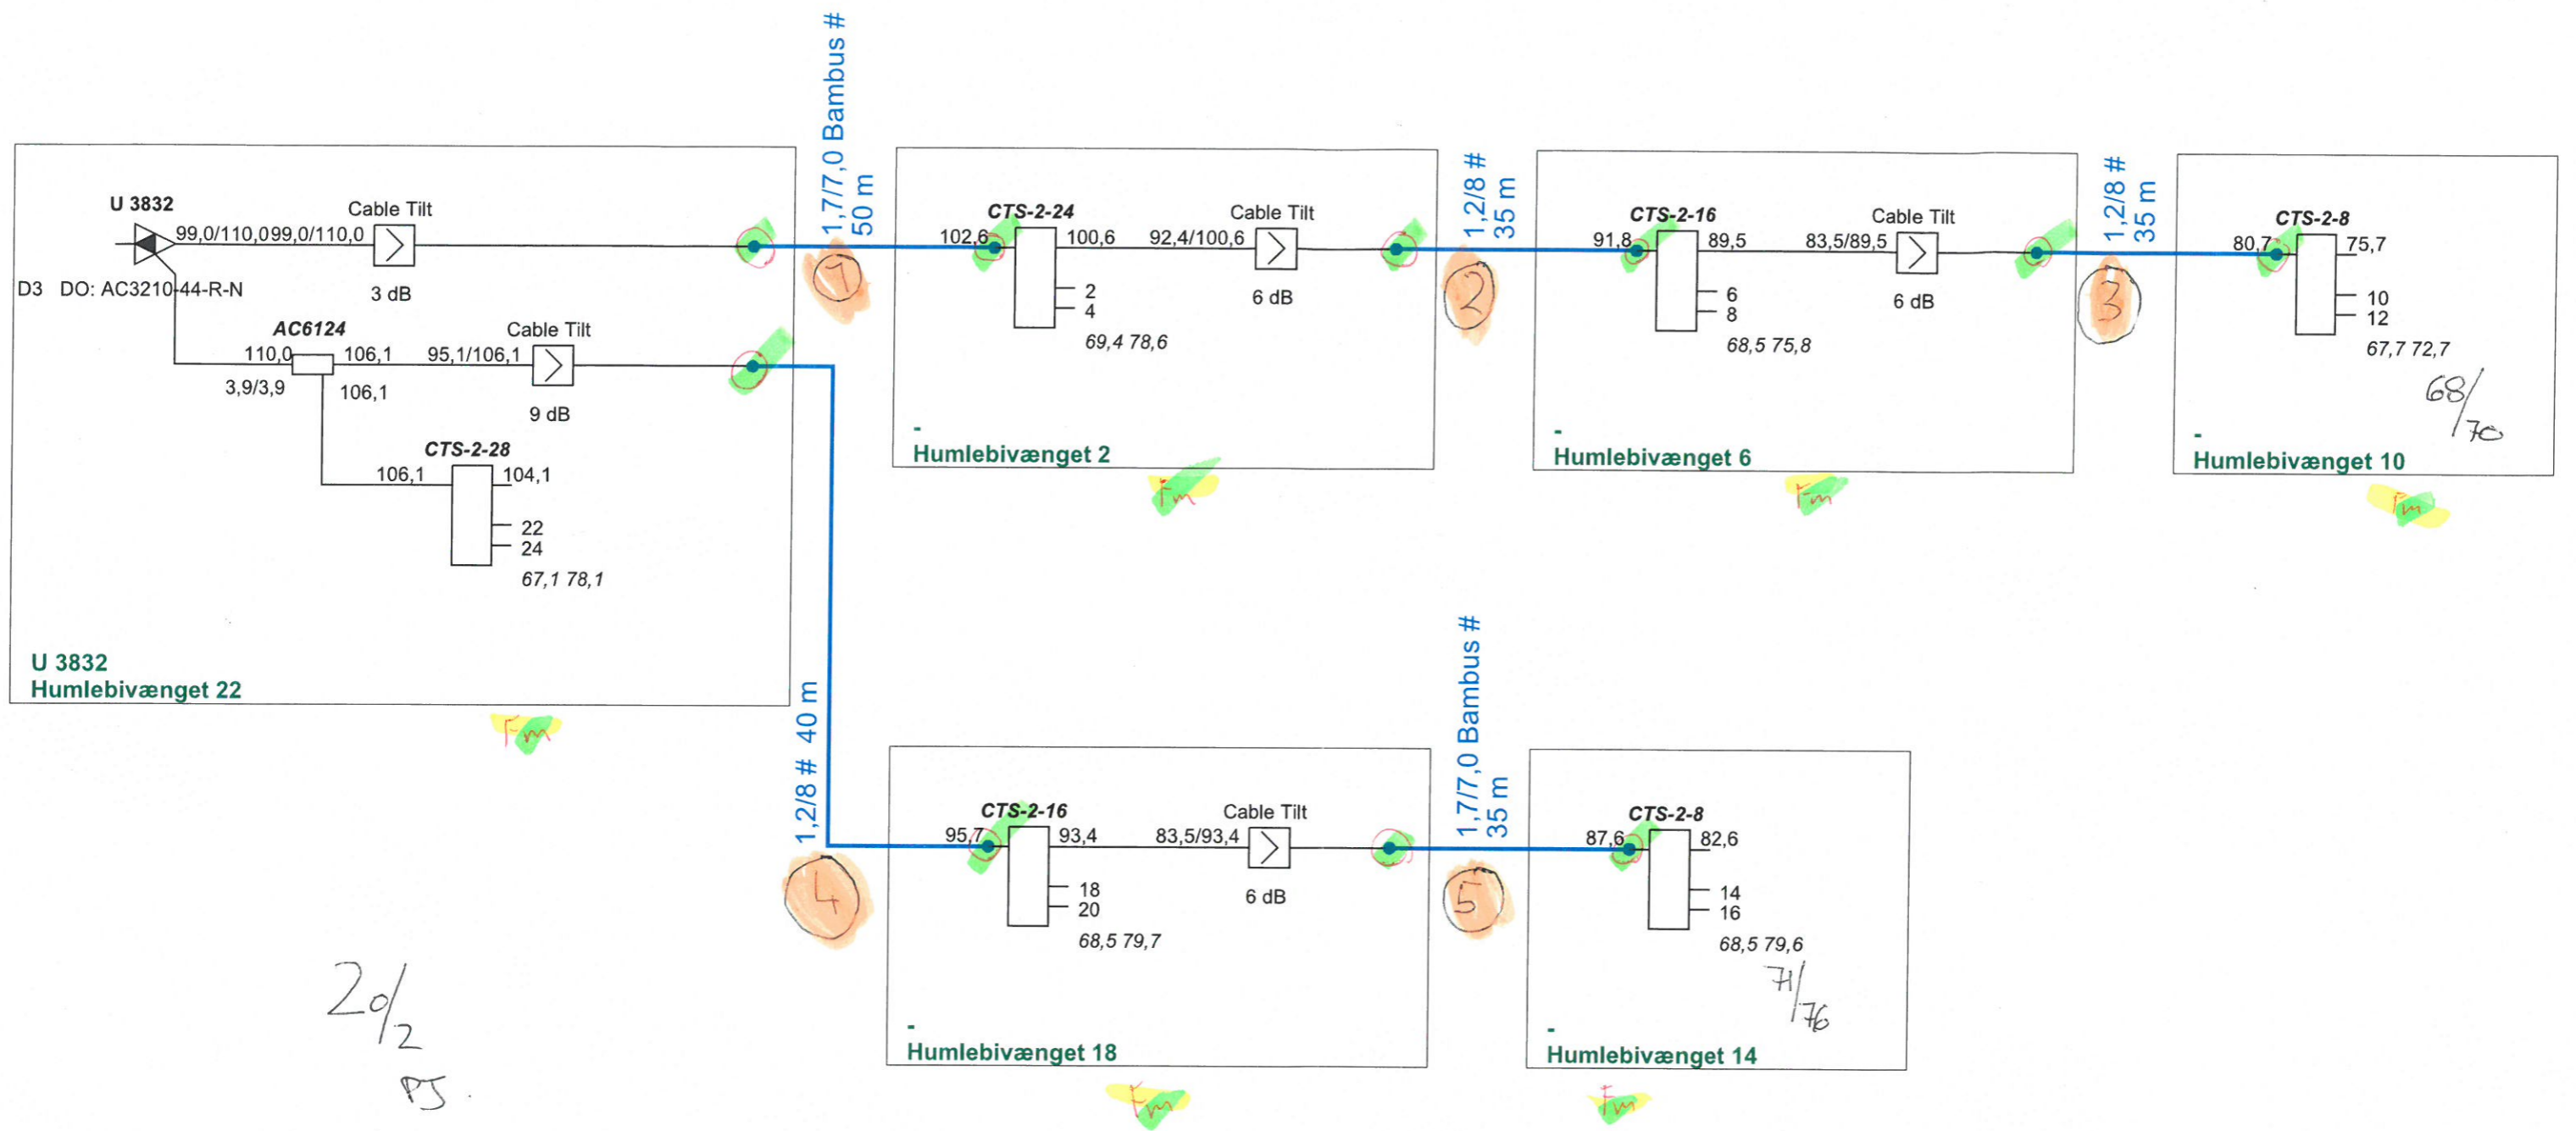 U 3832
99,0/110,099,0/110,0
Cable Tilt
3 dB
D3 DO: AC3210-44-R-N
AC6124
110,0
106,1
3,9/3,9
106,1
95,1/106,1
Cable Tilt
9 dB
CTS-2-28
106,1
104,1
22
24
67,1 78,1
U 3832
Humlebivænget 22
Fm
1,7/7,0 Bambus #
50 m
1
CTS-2-24
102,6
100,6
2
4
69,4 78,6
92,4/100,6
Cable Tilt
6 dB
-
Humlebivænget 2
Fm
1,2/8 #
35 m
2
CTS-2-16
91,8
89,5
6
8
68,5 75,8
83,5/89,5
Cable Tilt
6 dB
-
Humlebivænget 6
Fm
1,2/8 #
35 m
3
CTS-2-8
80,7
75,7
10
12
67,7 72,7
68/70
-
Humlebivænget 10
Fm
1,2/8 # 40 m
4
CTS-2-16
95,7
93,4
18
20
68,5 79,7
83,5/93,4
Cable Tilt
6 dB
-
Humlebivænget 18
Fm
1,7/7,0 Bambus #
35 m
5
CTS-2-8
87,6
82,6
14
16
68,5 79,6
71/76
-
Humlebivænget 14
Fm
20/2
PJ.